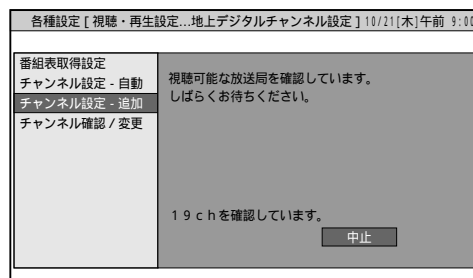 各種設定 [ 視聴・再生設定...地上デジタルチャンネル設定 ] 10/21[木]午前 9:00
番組表取得設定
チャンネル設定 - 自動
チャンネル設定 - 追加
チャンネル確認 / 変更
視聴可能な放送局を確認しています。
しばらくお待ちください。
１９ｃｈを確認しています。
中止